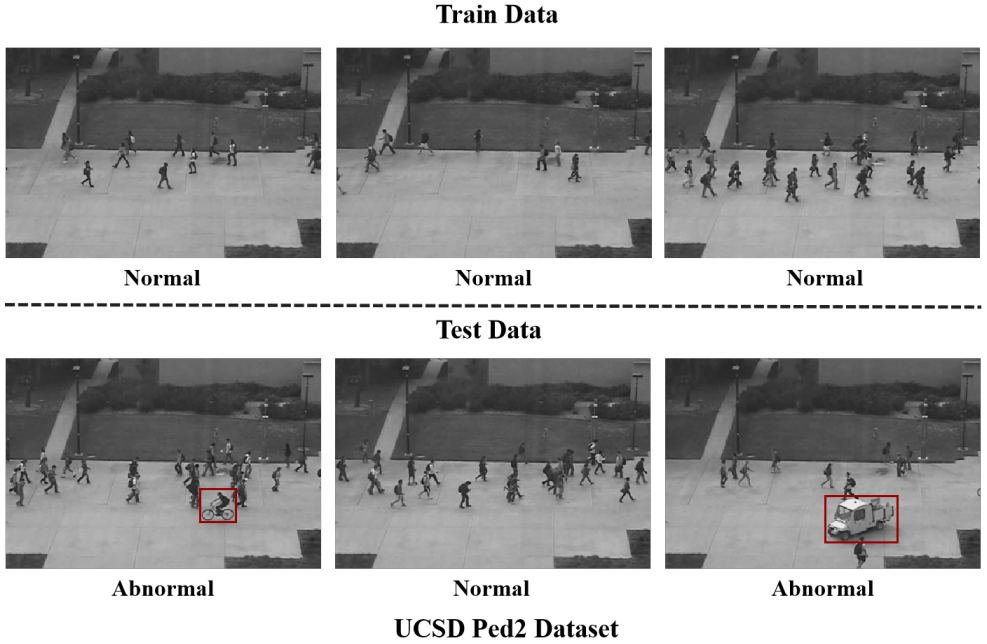 Train Data
Normal
Normal
Normal
Test Data
Abnormal
Normal
Abnormal
UCSD Ped2 Dataset